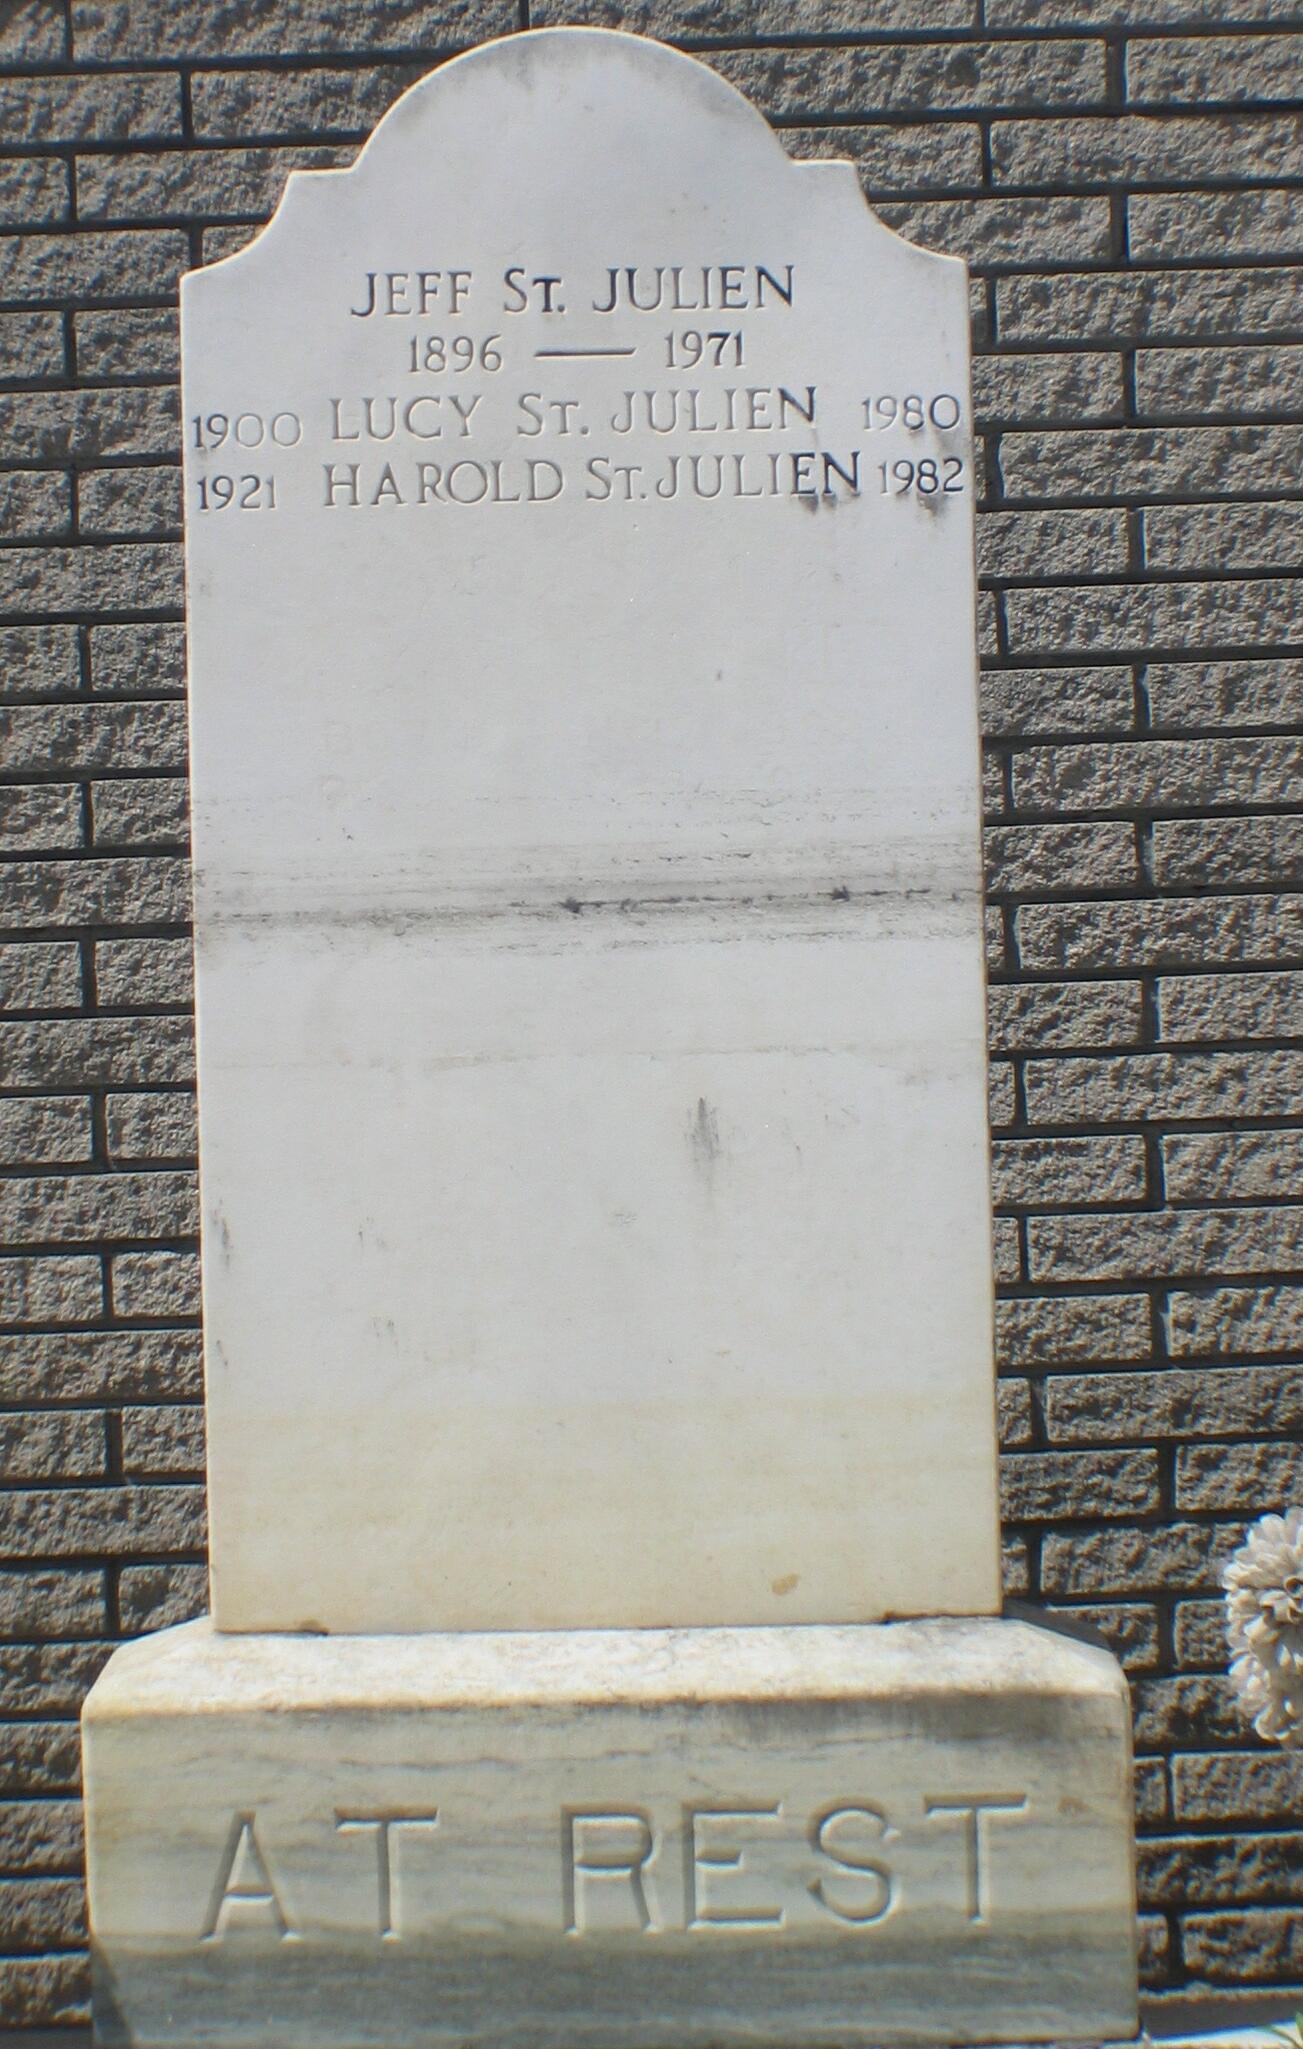 JEFF ST. JULIEN
1896 — 1971
1900 LUCY ST. JULIEN 1980
1921 HAROLD ST. JULIEN 1982
AT REST